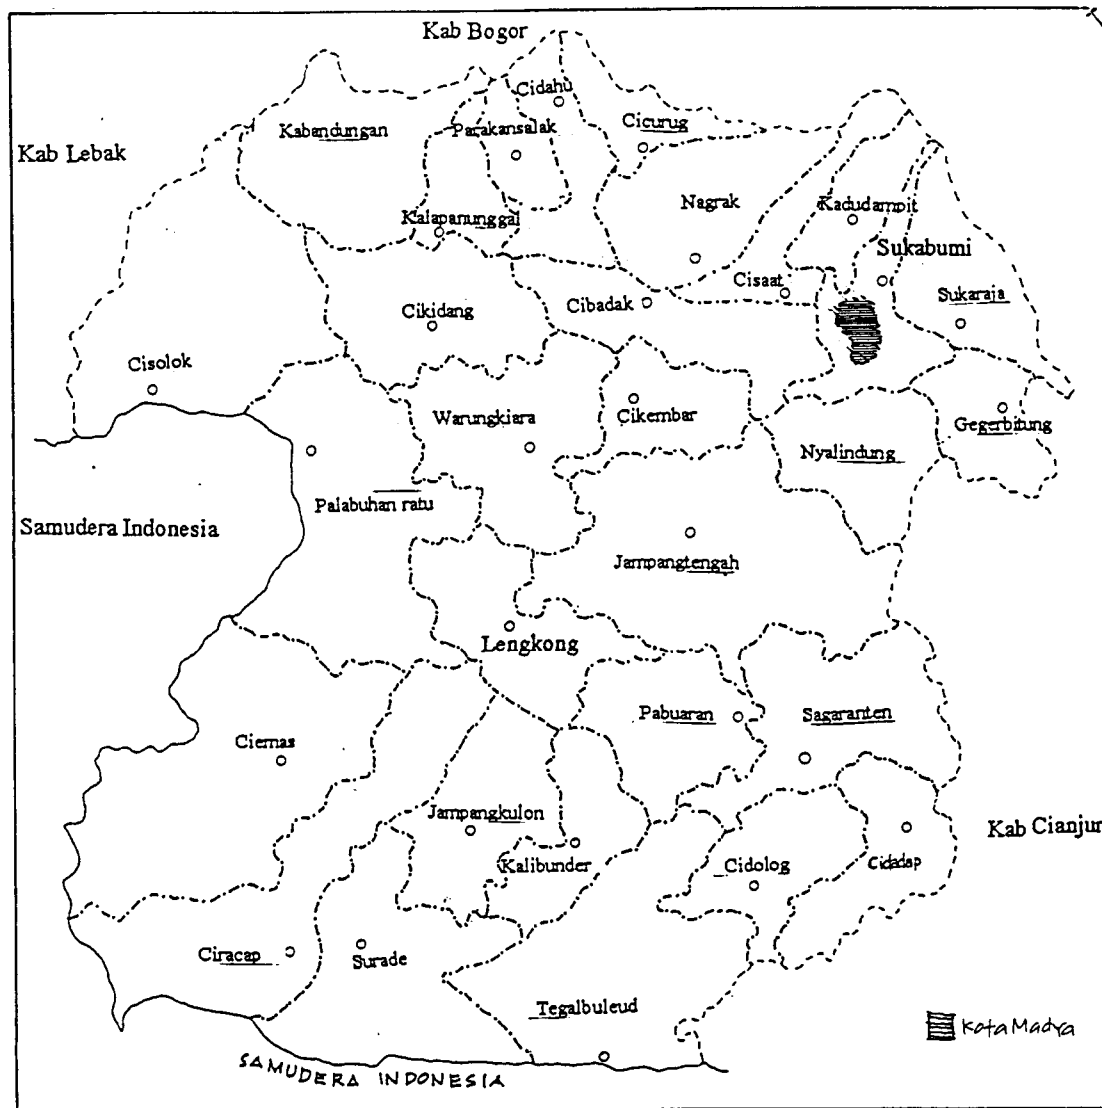 Kab Bogor
Cidahu
Kabandungan
Parakansalak
Cicurug
Kab Lebak
Nagrak
Kadudampit
Kalapanunggal
Sukabumi
Cisaat
Cikidang
Cibadak
Sukaraja
Cisolok
Warungkiara
Cikembar
Gegerbitung
Nyalindung
Palabuhan ratu
Samudera Indonesia
Jampangtengah
Lengkong
Pabuaran
Sagaranten
Ciemas
Jampangkulon
Kab Cianjur
Kalibunder
Cidolog
Cidadap
Ciracap
Surade
Tegalbuleud
Kota Madya
SAMUDERA INDONESIA